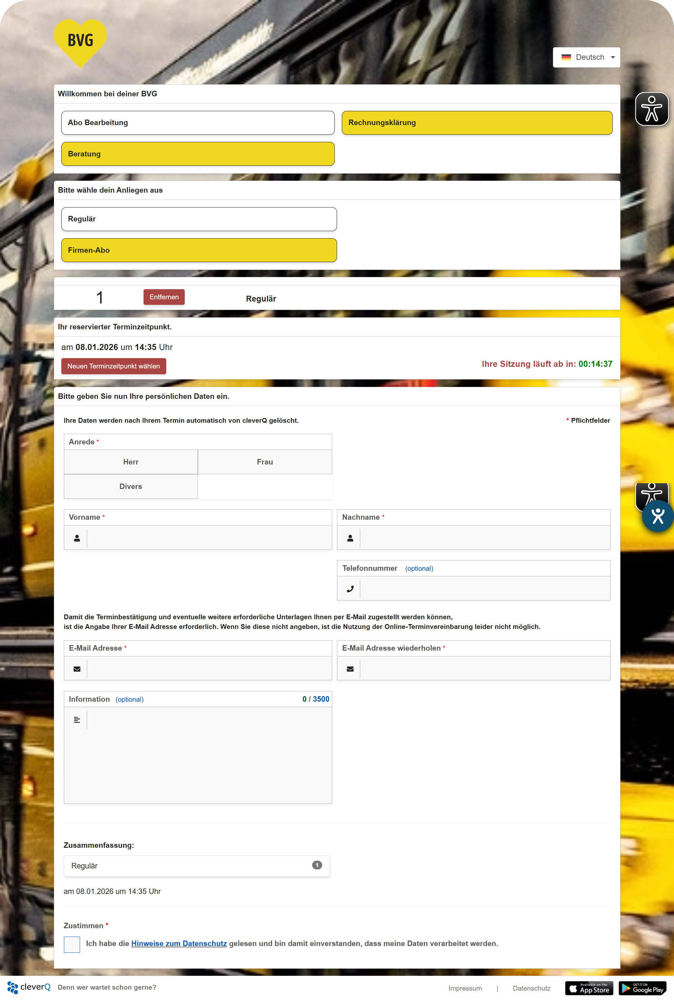 BVG
Deutsch
Willkommen bei deiner BVG
Abo Bearbeitung
Rechnungsklärung
Beratung
Bitte wähle dein Anliegen aus
Regulär
Firmen-Abo
1
Entfernen
Regulär
Ihr reservierter Terminzeitpunkt.
am 08.01.2026 um 14:35 Uhr
Neuen Terminzeitpunkt wählen
Ihre Sitzung läuft ab in: 00:14:37
Bitte geben Sie nun Ihre persönlichen Daten ein.
Ihre Daten werden nach Ihrem Termin automatisch von cleverQ gelöscht.
* Pflichtfelder
Anrede *
Herr
Frau
Divers
Vorname *
Nachname *
Telefonnummer (optional)
Damit die Terminbestätigung und eventuelle weitere erforderliche Unterlagen Ihnen per E-Mail zugestellt werden können,
ist die Angabe Ihrer E-Mail Adresse erforderlich. Wenn Sie diese nicht angeben, ist die Nutzung der Online-Terminvereinbarung leider nicht möglich.
E-Mail Adresse *
E-Mail Adresse wiederholen *
Information (optional)
0 / 3500
Zusammenfassung:
Regulär
1
am 08.01.2026 um 14:35 Uhr
Zustimmen *
Ich habe die Hinweise zum Datenschutz gelesen und bin damit einverstanden, dass meine Daten verarbeitet werden.
cleverQ
Denn wer wartet schon gerne?
Impressum
|
Datenschutz
Available on the
App Store
GET IT ON
Google Play